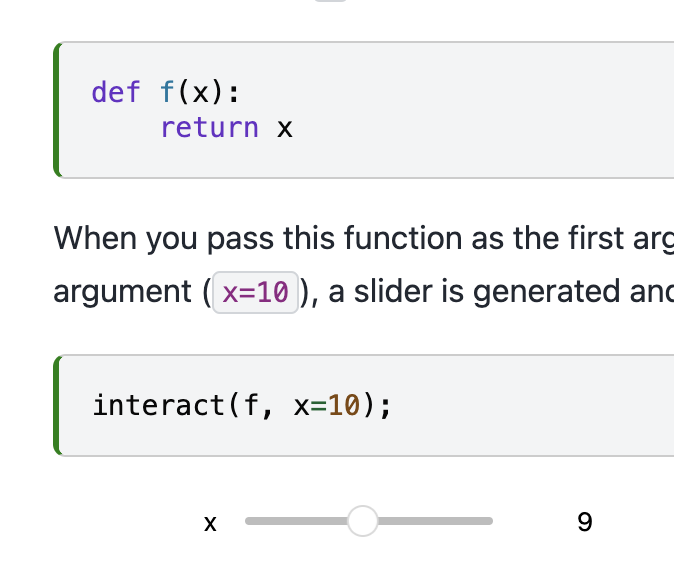 def f(x):
    return x
When you pass this function as the first arg
argument (x=10), a slider is generated and
interact(f, x=10);
x 9